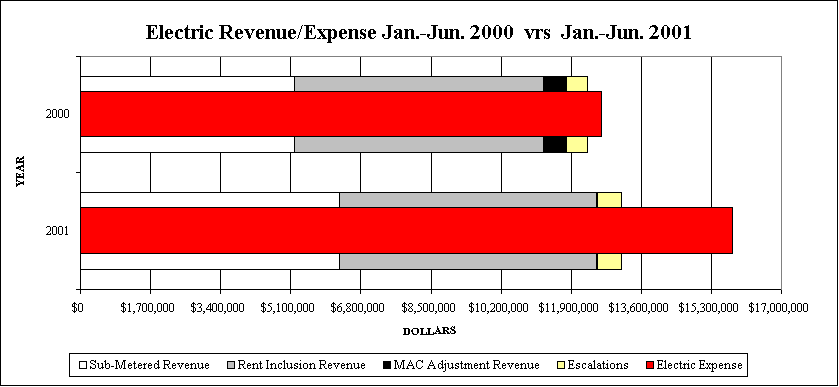 Electric Revenue/Expense Jan.-Jun. 2000 vrs Jan.-Jun. 2001
2000
YEAR
2001
$0 $1,700,000 $3,400,000 $5,100,000 $6,800,000 $8,500,000 $10,200,000 $11,900,000 $13,600,000 $15,300,000 $17,000,000
DOLLARS
Sub-Metered Revenue Rent Inclusion Revenue MAC Adjustment Revenue Escalations Electric Expense